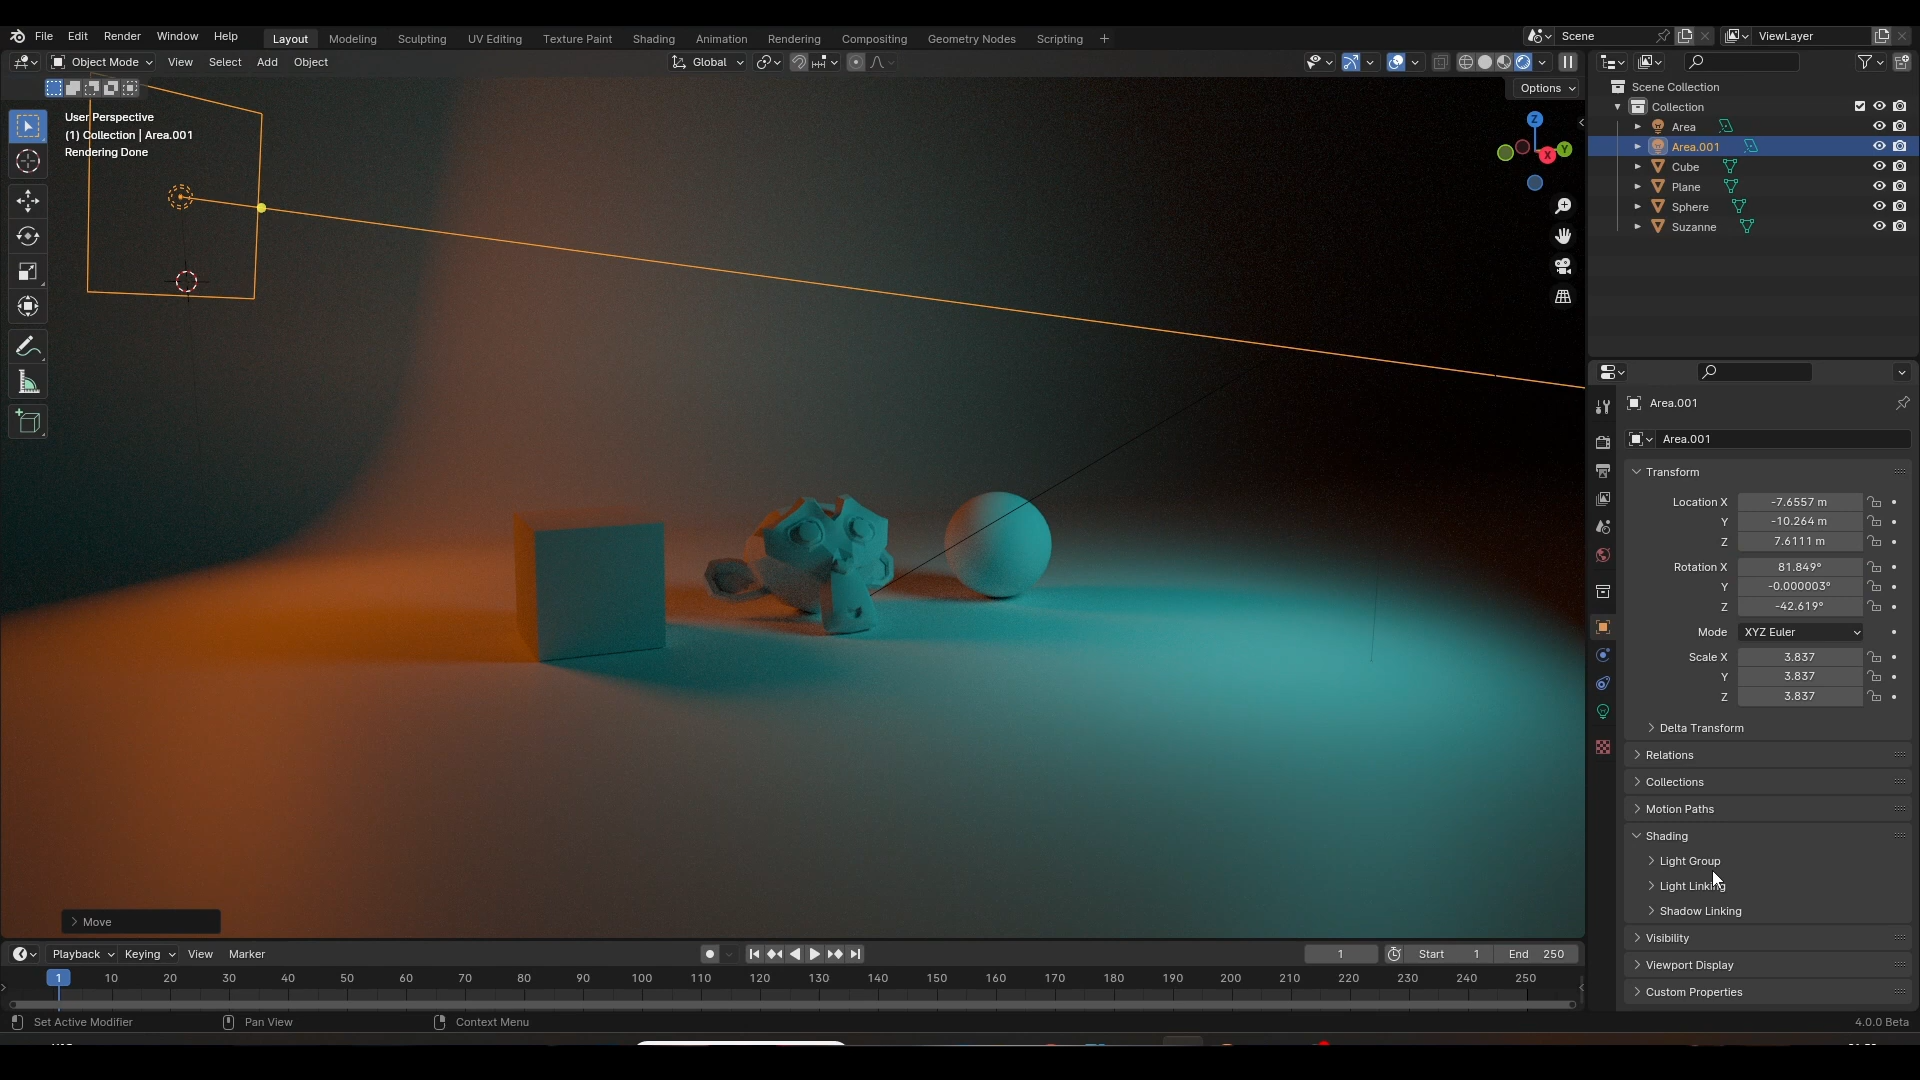 File Edit Render Window Help Layout Modeling Sculpting UV Editing Texture Paint Shading Animation Rendering Compositing Geometry Nodes Scripting + Scene ViewLayer
Object Mode View Select Add Object Global
Options
User Perspective
(1) Collection | Area.001
Rendering Done
Z
X
Y
Move
Scene Collection
Collection
Area
Area.001
Cube
Plane
Sphere
Suzanne
Area.001
Area.001
Transform
Location X -7.6557 m
Y -10.264 m
Z 7.6111 m
Rotation X 81.849°
Y -0.000003°
Z -42.619°
Mode XYZ Euler
Scale X 3.837
Y 3.837
Z 3.837
Delta Transform
Relations
Collections
Motion Paths
Shading
Light Group
Light Linking
Shadow Linking
Visibility
Viewport Display
Custom Properties
Playback Keying View Marker 1 Start 1 End 250
1 10 20 30 40 50 60 70 80 90 100 110 120 130 140 150 160 170 180 190 200 210 220 230 240 250
Set Active Modifier Pan View Context Menu 4.0.0 Beta